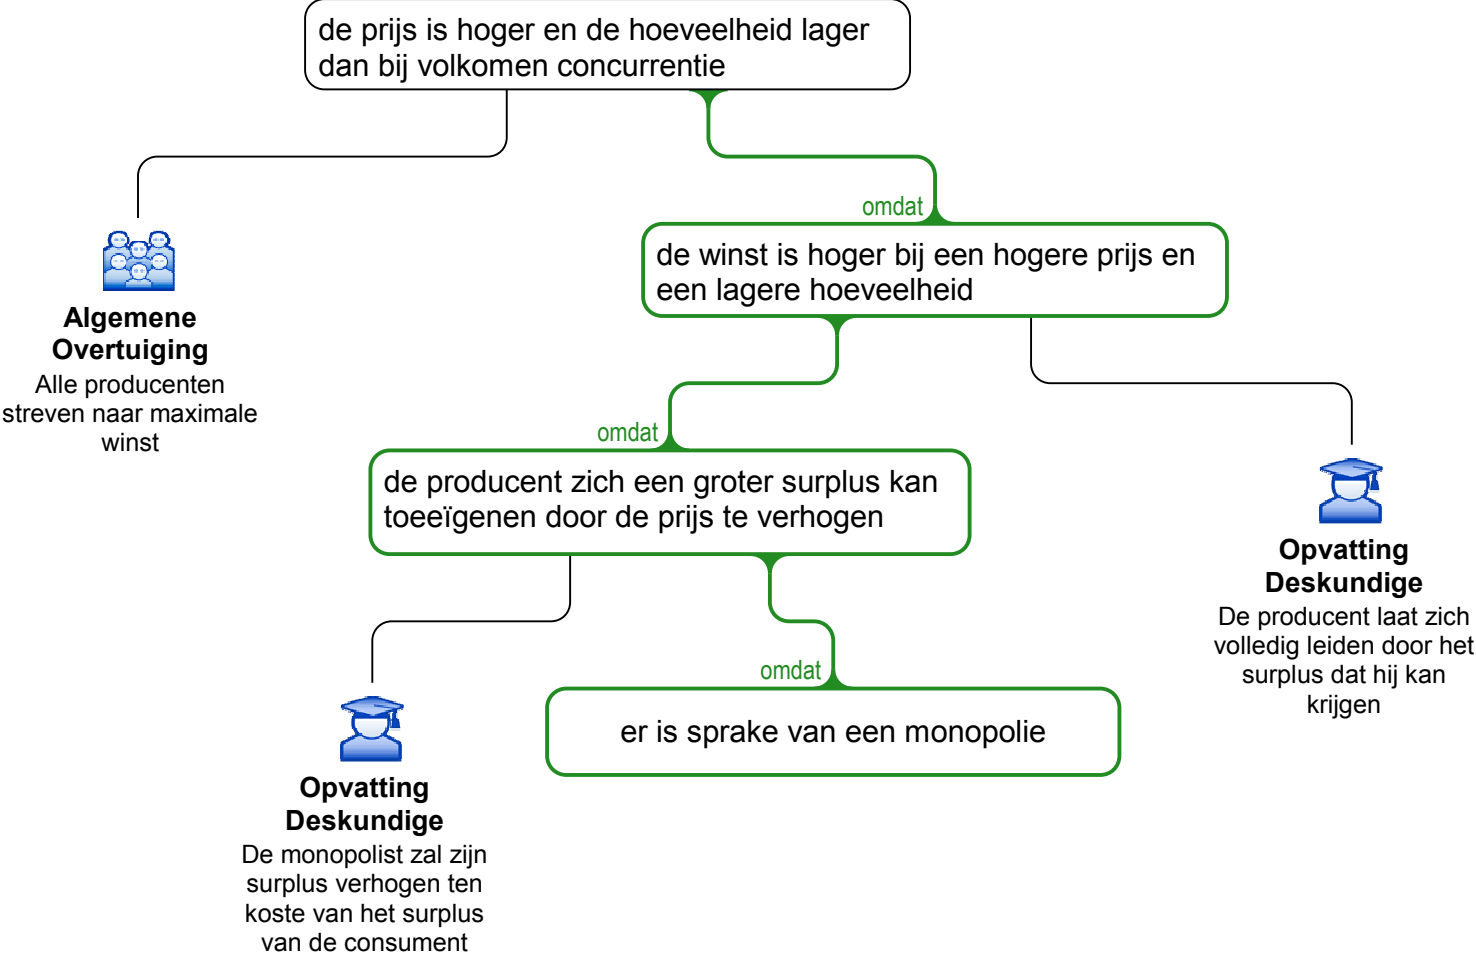 de prijs is hoger en de hoeveelheid lager
dan bij volkomen concurrentie
omdat
de winst is hoger bij een hogere prijs en
een lagere hoeveelheid
Algemene
Overtuiging
Alle producenten
streven naar maximale
winst
omdat
de producent zich een groter surplus kan
toeeïgenen door de prijs te verhogen
Opvatting
Deskundige
De producent laat zich
volledig leiden door het
surplus dat hij kan
krijgen
omdat
er is sprake van een monopolie
Opvatting
Deskundige
De monopolist zal zijn
surplus verhogen ten
koste van het surplus
van de consument